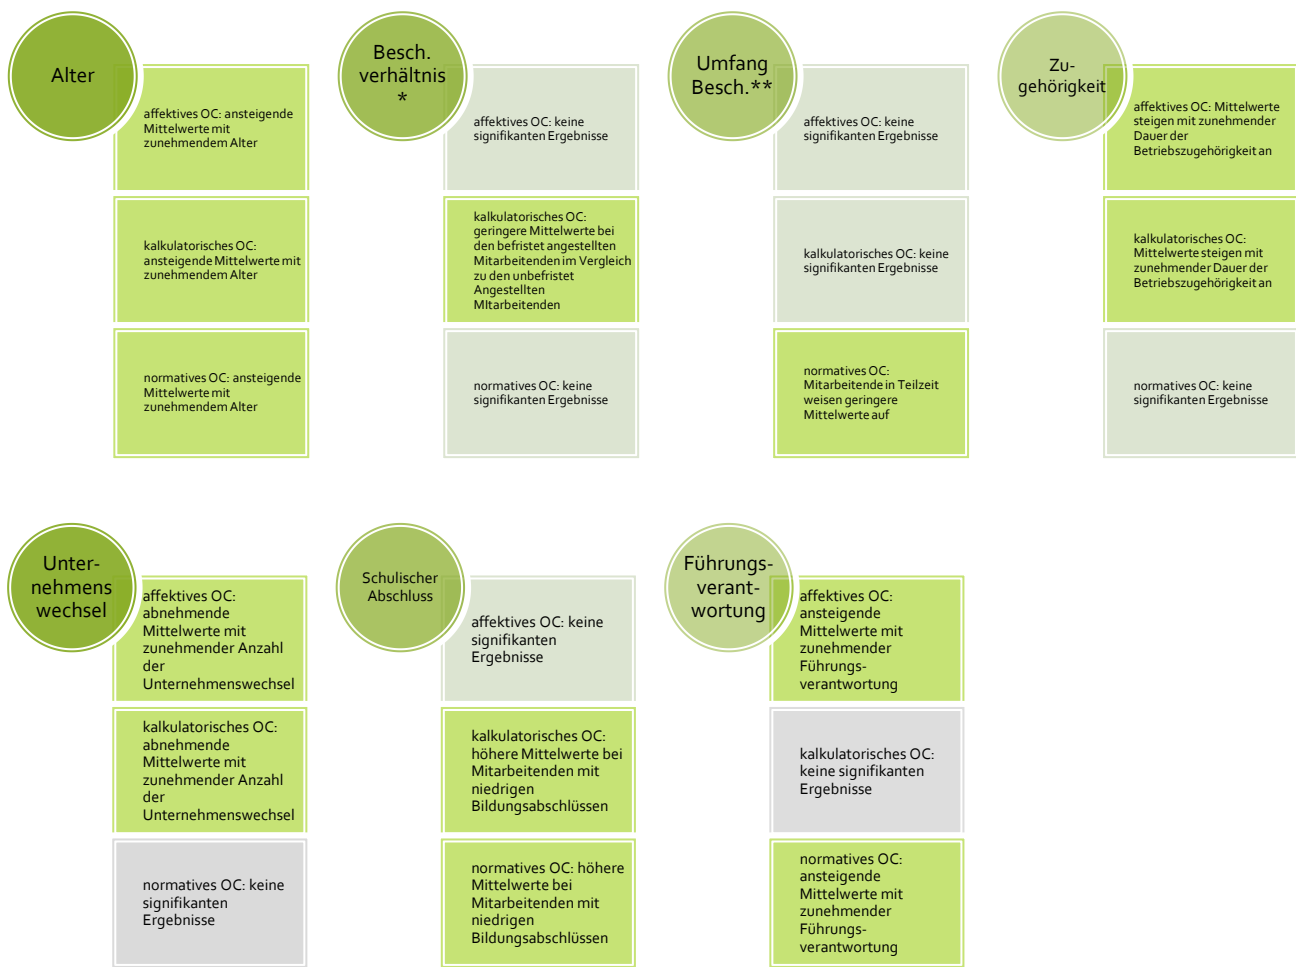 Alter
affektives OC: ansteigende
Mittelwerte mit
zunehmendem Alter
kalkulatorisches OC:
ansteigende Mittelwerte mit
zunehmendem Alter
normatives OC: ansteigende
Mittelwerte mit
zunehmendem Alter
Besch.
verhältnis
*
affektives OC: keine
signifikanten Ergebnisse
kalkulatorisches OC:
geringere Mittelwerte bei
den befristet angestellten
Mitarbeitenden im Vergleich
zu den unbefristet
Angestellten
MItarbeitenden
normatives OC: keine
signifikanten Ergebnisse
Umfang
Besch.**
affektives OC: keine
signifikanten Ergebnisse
kalkulatorisches OC: keine
signifikanten Ergebnisse
normatives OC:
Mitarbeitende in Teilzeit
weisen geringere
Mittelwerte auf
Zu-
gehörigkeit
affektives OC: Mittelwerte
steigen mit zunehmender
Dauer der
Betriebszugehörigkeit an
kalkulatorisches OC:
Mittelwerte steigen mit
zunehmender Dauer der
Betriebszugehörigkeit an
normatives OC: keine
signifikanten Ergebnisse
Unter-
nehmens
wechsel
affektives OC:
abnehmende
Mittelwerte mit
zunehmender Anzahl
der
Unternehmenswechsel
kalkulatorisches OC:
abnehmende
Mittelwerte mit
zunehmender Anzahl
der
Unternehmenswechsel
normatives OC: keine
signifikanten
Ergebnisse
Schulischer
Abschluss
affektives OC: keine
signifikanten
Ergebnisse
kalkulatorisches OC:
höhere Mittelwerte bei
Mitarbeitenden mit
niedrigen
Bildungsabschlüssen
normatives OC: höhere
Mittelwerte bei
Mitarbeitenden mit
niedrigen
Bildungsabschlüssen
Führungs-
verant-
wortung
affektives OC:
ansteigende
Mittelwerte mit
zunehmender
Führungs-
verantwortung
kalkulatorisches OC:
keine signifikanten
Ergebnisse
normatives OC:
ansteigende
Mittelwerte mit
zunehmender
Führungs-
verantwortung